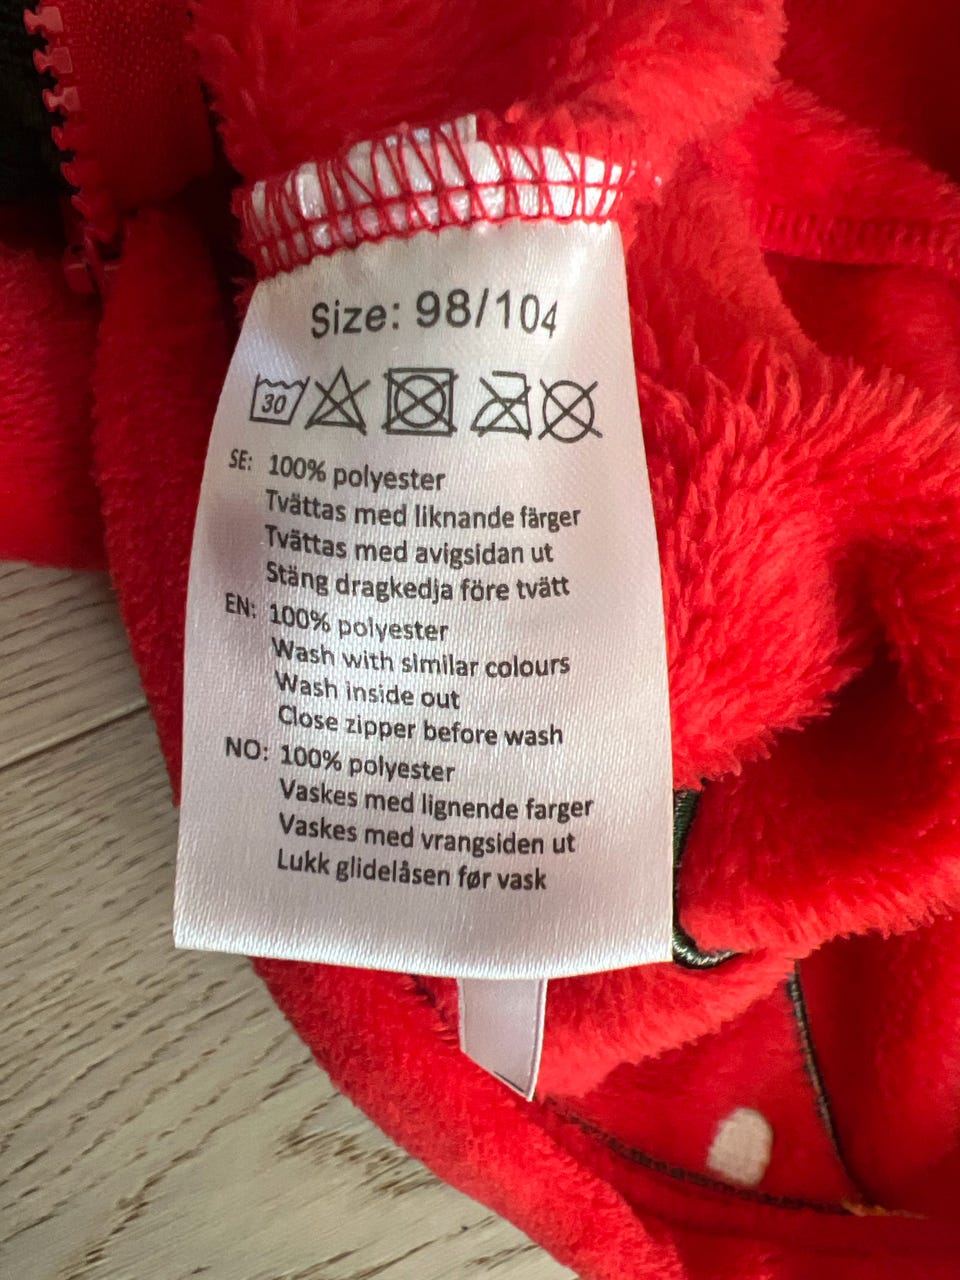 Size: 98/104
30
SE: 100% polyester
Tvättas med liknande färger
Tvättas med avigsidan ut
Stäng dragkedja före tvätt
EN: 100% polyester
Wash with similar colours
Wash inside out
Close zipper before wash
NO: 100% polyester
Vaskes med lignende farger
Vaskes med vrangsiden ut
Lukk glidelåsen før vask